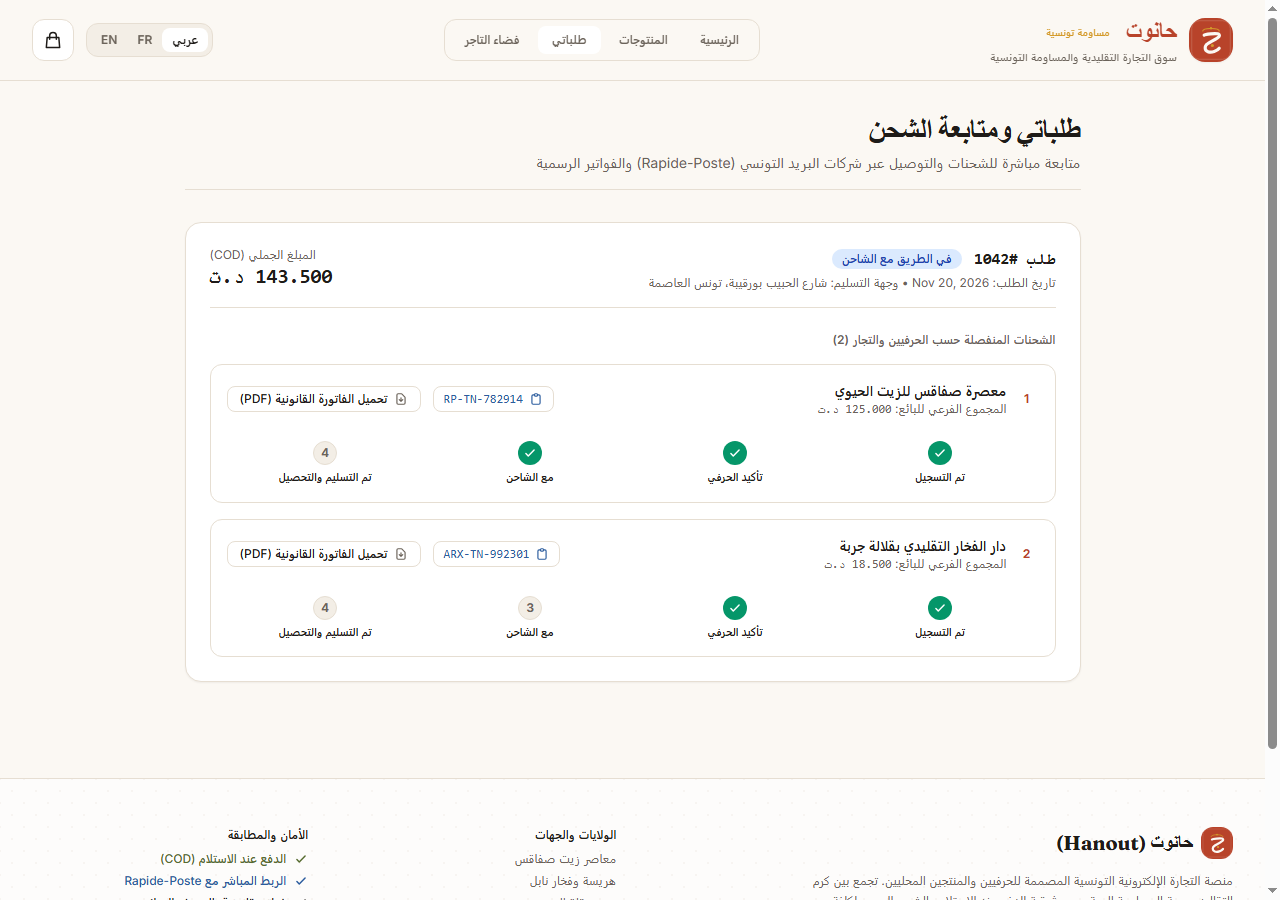 حانوت مساومة تونسية
سوق التجارة التقليدية والمساومة التونسية
الرئيسية المنتوجات طلباتي فضاء التاجر
عربي FR EN
طلباتي ومتابعة الشحن
متابعة مباشرة للشحنات والتوصيل عبر شركات البريد التونسي (Rapide-Poste) والفواتير الرسمية
طلب #1042 في الطريق مع الشاحن
تاريخ الطلب: Nov 20, 2026 • وجهة التسليم: شارع الحبيب بورقيبة، تونس العاصمة
المبلغ الجملي (COD)
143.500 د.ت
الشحنات المنفصلة حسب الحرفيين والتجار (2)
1 معصرة صفاقس للزيت الحيوي
المجموع الفرعي للبائع: 125.000 د.ت
RP-TN-782914
تحميل الفاتورة القانونية (PDF)
تم التسجيل
تأكيد الحرفي
مع الشاحن
4 تم التسليم والتحصيل
2 دار الفخار التقليدي بقلالة جربة
المجموع الفرعي للبائع: 18.500 د.ت
ARX-TN-992301
تحميل الفاتورة القانونية (PDF)
تم التسجيل
تأكيد الحرفي
3 مع الشاحن
4 تم التسليم والتحصيل
حانوت (Hanout)
منصة التجارة الإلكترونية التونسية المصممة للحرفيين والمنتجين المحليين. تجمع بين كرم
الولايات والجهات
معاصر زيت صفاقس
هريسة وفخار نابل
الأمان والمطابقة
الدفع عند الاستلام (COD)
الربط المباشر مع Rapide-Poste